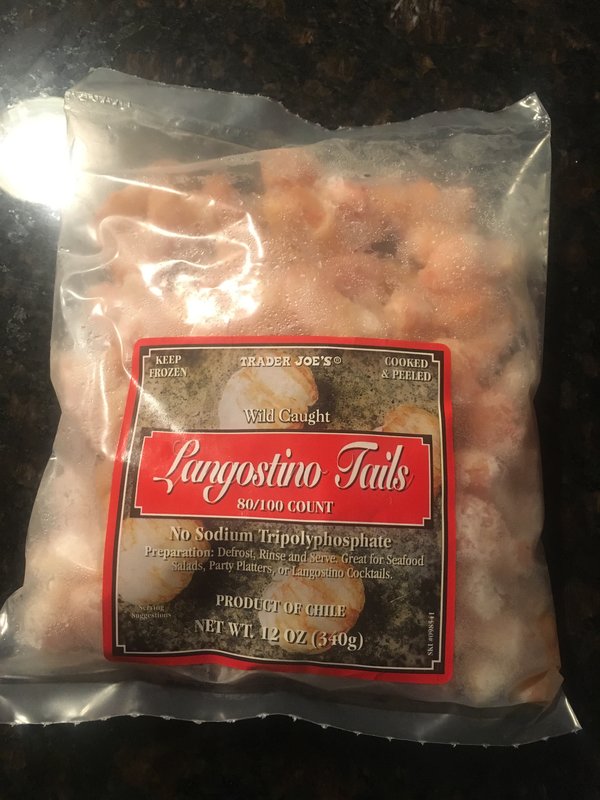 KEEP
FROZEN
TRADER JOE'S®
COOKED
& PEELED
Wild Caught
Langostino Tails
80/100 COUNT
No Sodium Tripolyphosphate
Preparation: Defrost, Rinse and Serve. Great for Seafood
Salads, Party Platters, or Langostino Cocktails.
Serving
Suggestions
PRODUCT OF CHILE
NET WT. 12 OZ (340g)